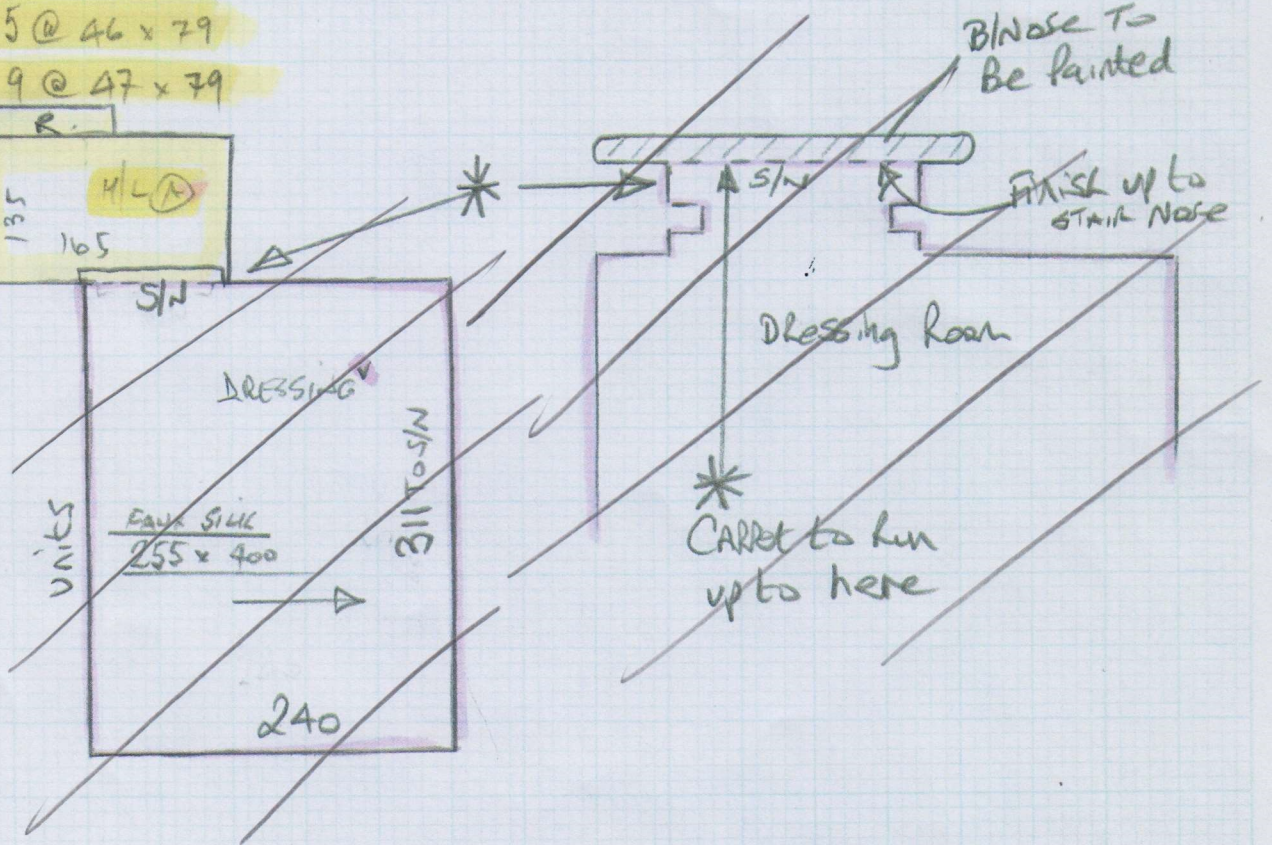 5 @ 46 x 79
9 @ 47 x 79
R.
H/L (A)
135
165
S/N
DRESSING
UNITS
FAUX SILK
255 x 400
311 TO S/N
240
B/NOSE TO
Be Painted
S/N
FINISH up to
STAIR NOSE
Dressing Room
CARPET to Run
up to here